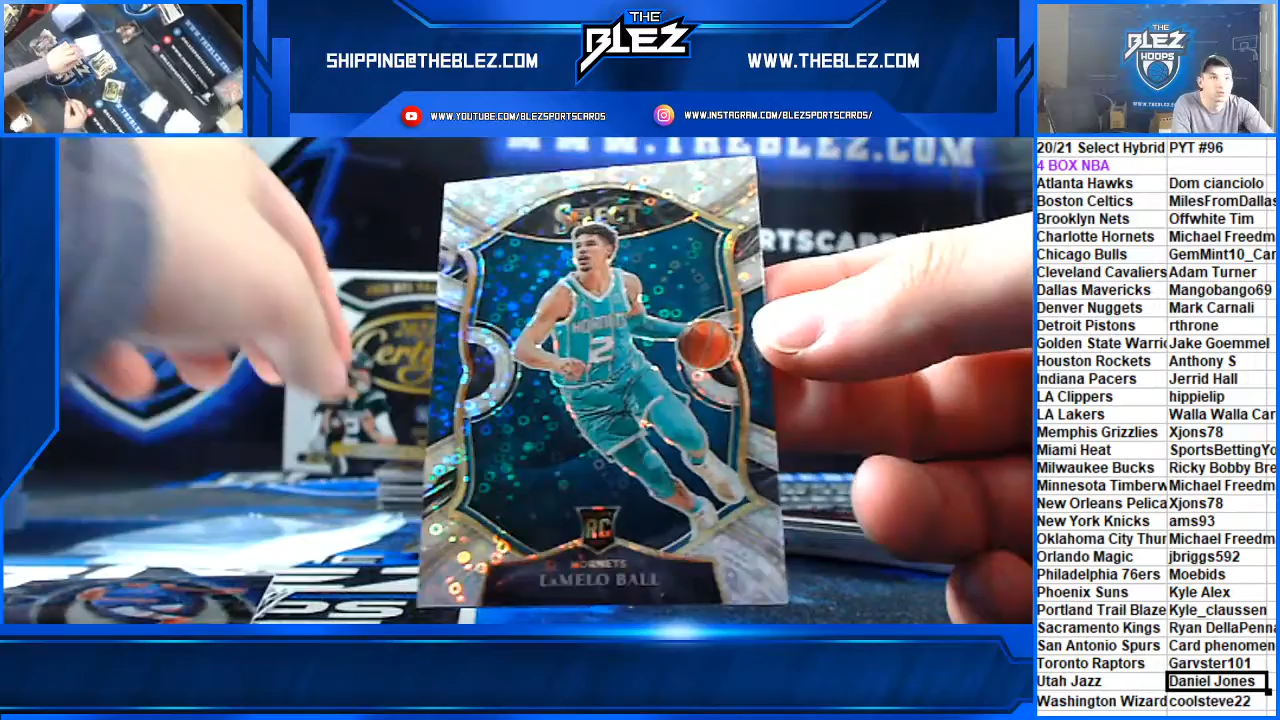 THE
BLEZ
SHIPPING@THEBLEZ.COM
WWW.THEBLEZ.COM
WWW.YOUTUBE.COM/BLEZSPORTSCARDS
WWW.INSTAGRAM.COM/BLEZSPORTSCARDS/
THE
BLEZ
HOOPS
WWW.THEBLEZ.COM
SELECT
HORNETS
2
RC
HORNETS
LAMELO BALL
20/21 Select Hybrid PYT #96
4 BOX NBA
Atlanta Hawks Dom cianciolo
Boston Celtics MilesFromDallas
Brooklyn Nets Offwhite Tim
Charlotte Hornets Michael Freedm
Chicago Bulls GemMint10_Car
Cleveland Cavaliers Adam Turner
Dallas Mavericks Mangobango69
Denver Nuggets Mark Carnali
Detroit Pistons rthrone
Golden State Warric Jake Goemmel
Houston Rockets Anthony S
Indiana Pacers Jerrid Hall
LA Clippers hippielip
LA Lakers Walla Walla Car
Memphis Grizzlies Xjons78
Miami Heat SportsBettingYo
Milwaukee Bucks Ricky Bobby Bre
Minnesota Timberw Michael Freedm
New Orleans Pelica Xjons78
New York Knicks ams93
Oklahoma City Thur Michael Freedm
Orlando Magic jbriggs592
Philadelphia 76ers Moebids
Phoenix Suns Kyle Alex
Portland Trail Blaze Kyle_claussen
Sacramento Kings Ryan DellaPenna
San Antonio Spurs Card phenomen
Toronto Raptors Garvster101
Utah Jazz Daniel Jones
Washington Wizard coolsteve22